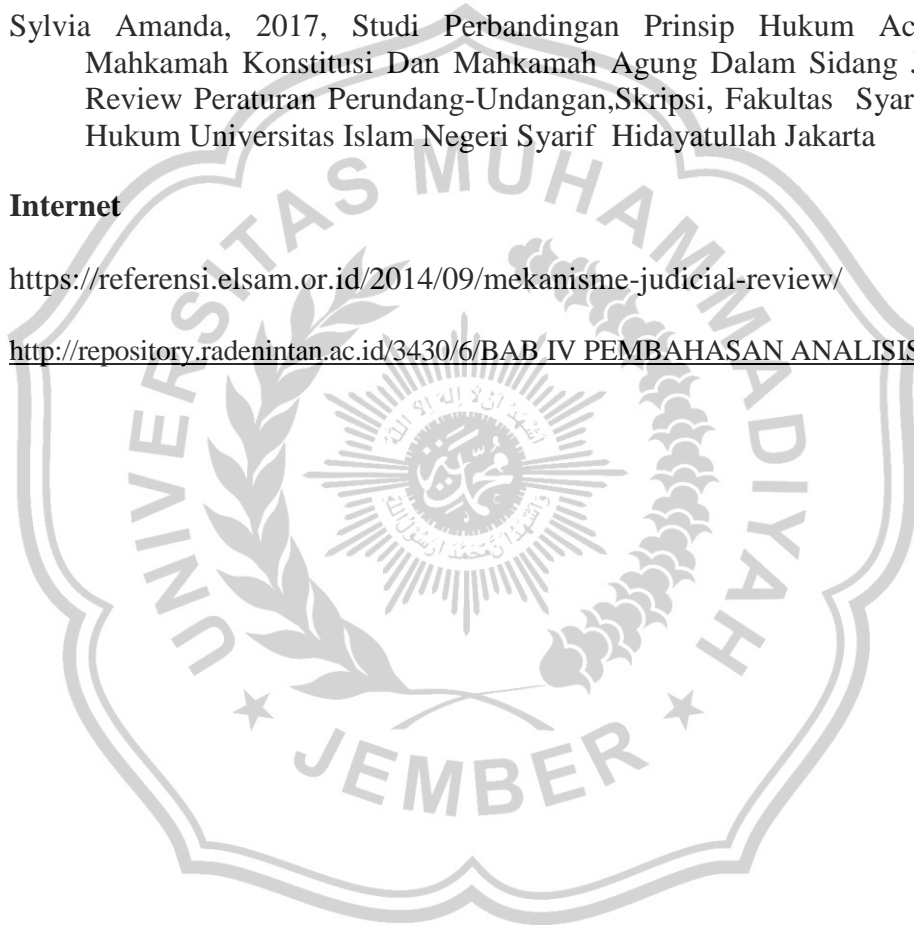 Sylvia Amanda, 2017, Studi Perbandingan Prinsip Hukum Ac
Mahkamah Konstitusi Dan Mahkamah Agung Dalam Sidang J
Review Peraturan Perundang-Undangan,Skripsi, Fakultas Syar
Hukum Universitas Islam Negeri Syarif Hidayatullah Jakarta
Internet
https://referensi.elsam.or.id/2014/09/mekanisme-judicial-review/
http://repository.radenintan.ac.id/3430/6/BAB IV PEMBAHASAN ANALISIS
UNIVERSITAS MUHAMMADIYAH
JEMBER